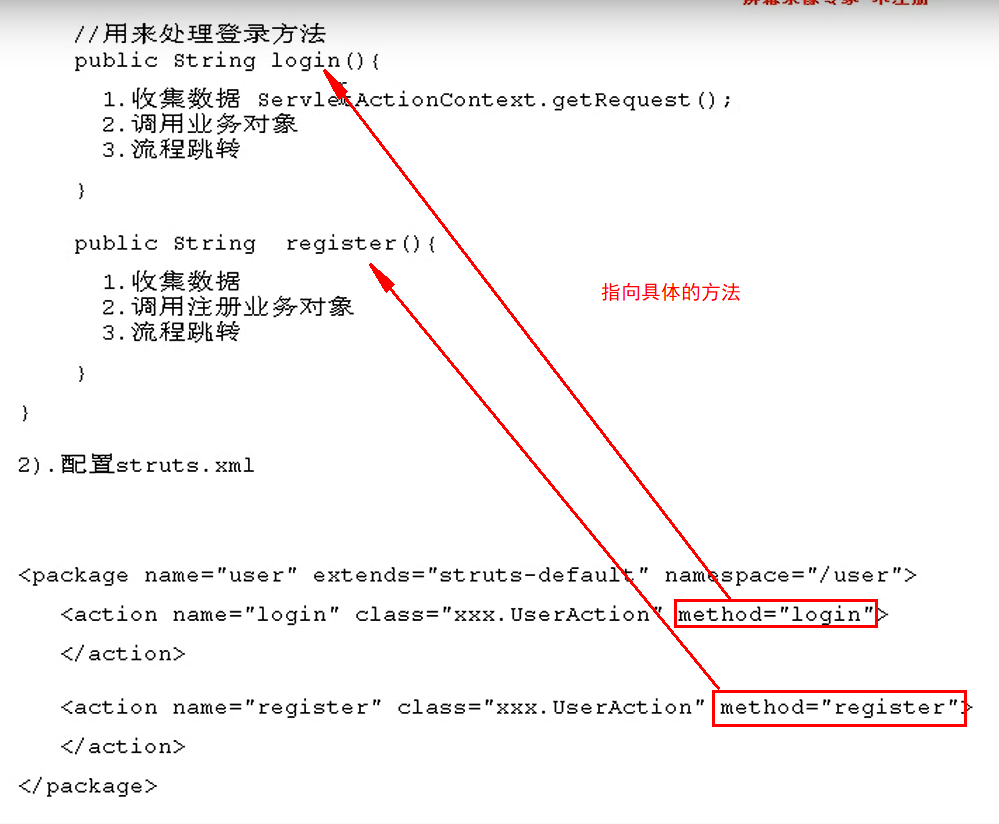 //用来处理登录方法
public String login(){
1.收集数据 ServletActionContext.getRequest();
2.调用业务对象
3.流程跳转
}
public String register(){
1.收集数据
2.调用注册业务对象
3.流程跳转
}
指向具体的方法
}
2).配置struts.xml
<package name="user" extends="struts-default" namespace="/user">
<action name="login" class="xxx.UserAction" method="login">
</action>
<action name="register" class="xxx.UserAction" method="register">
</action>
</package>